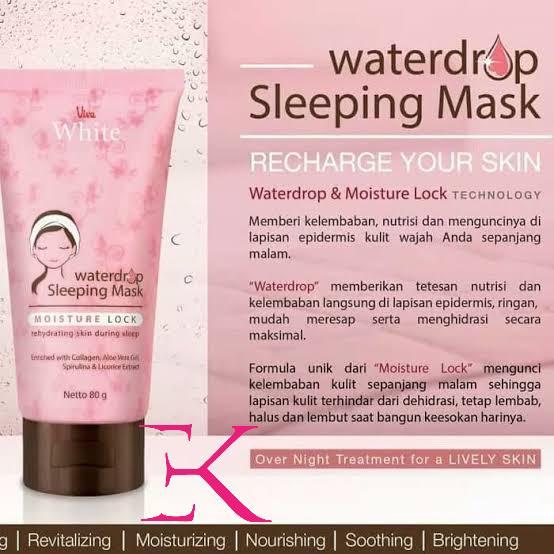 Viva
White
waterdrop
Sleeping Mask
MOISTURE LOCK
rehydrating skin during sleep
Enriched with Collagen, Aloe Vera Gel,
Spirulina & Licorice Extract
Netto 80 g
waterdrop
Sleeping Mask
RECHARGE YOUR SKIN
Waterdrop & Moisture Lock TECHNOLOGY
Memberi kelembaban, nutrisi dan menguncinya di
lapisan epidermis kulit wajah Anda sepanjang
malam.
"Waterdrop" memberikan tetesan nutrisi dan
kelembaban langsung di lapisan epidermis, ringan,
mudah meresap serta menghidrasi secara
maksimal.
Formula unik dari "Moisture Lock" mengunci
kelembaban kulit sepanjang malam sehingga
lapisan kulit terhindar dari dehidrasi, tetap lembab,
halus dan lembut saat bangun keesokan harinya.
EK
Over Night Treatment for a LIVELY SKIN
g | Revitalizing | Moisturizing | Nourishing | Soothing | Brightening